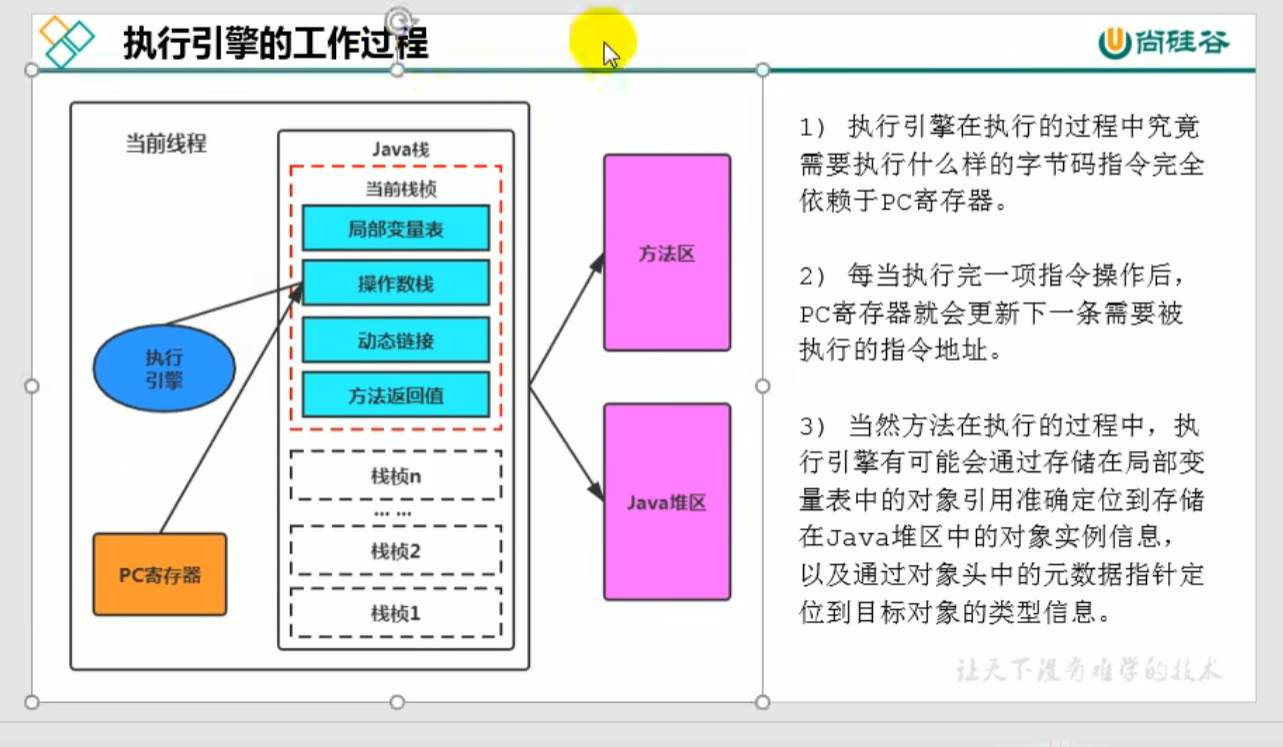 执行引擎的工作过程
尚硅谷
当前线程
Java栈
当前栈桢
局部变量表
操作数栈
动态链接
方法返回值
栈桢n
... ...
栈桢2
栈桢1
执行
引擎
PC寄存器
方法区
Java堆区
1) 执行引擎在执行的过程中究竟
需要执行什么样的字节码指令完全
依赖于PC寄存器。
2) 每当执行完一项指令操作后，
PC寄存器就会更新下一条需要被
执行的指令地址。
3) 当然方法在执行的过程中，执
行引擎有可能会通过存储在局部变
量表中的对象引用准确定位到存储
在Java堆区中的对象实例信息，
以及通过对象头中的元数据指针定
位到目标对象的类型信息。
让天下没有难学的技术